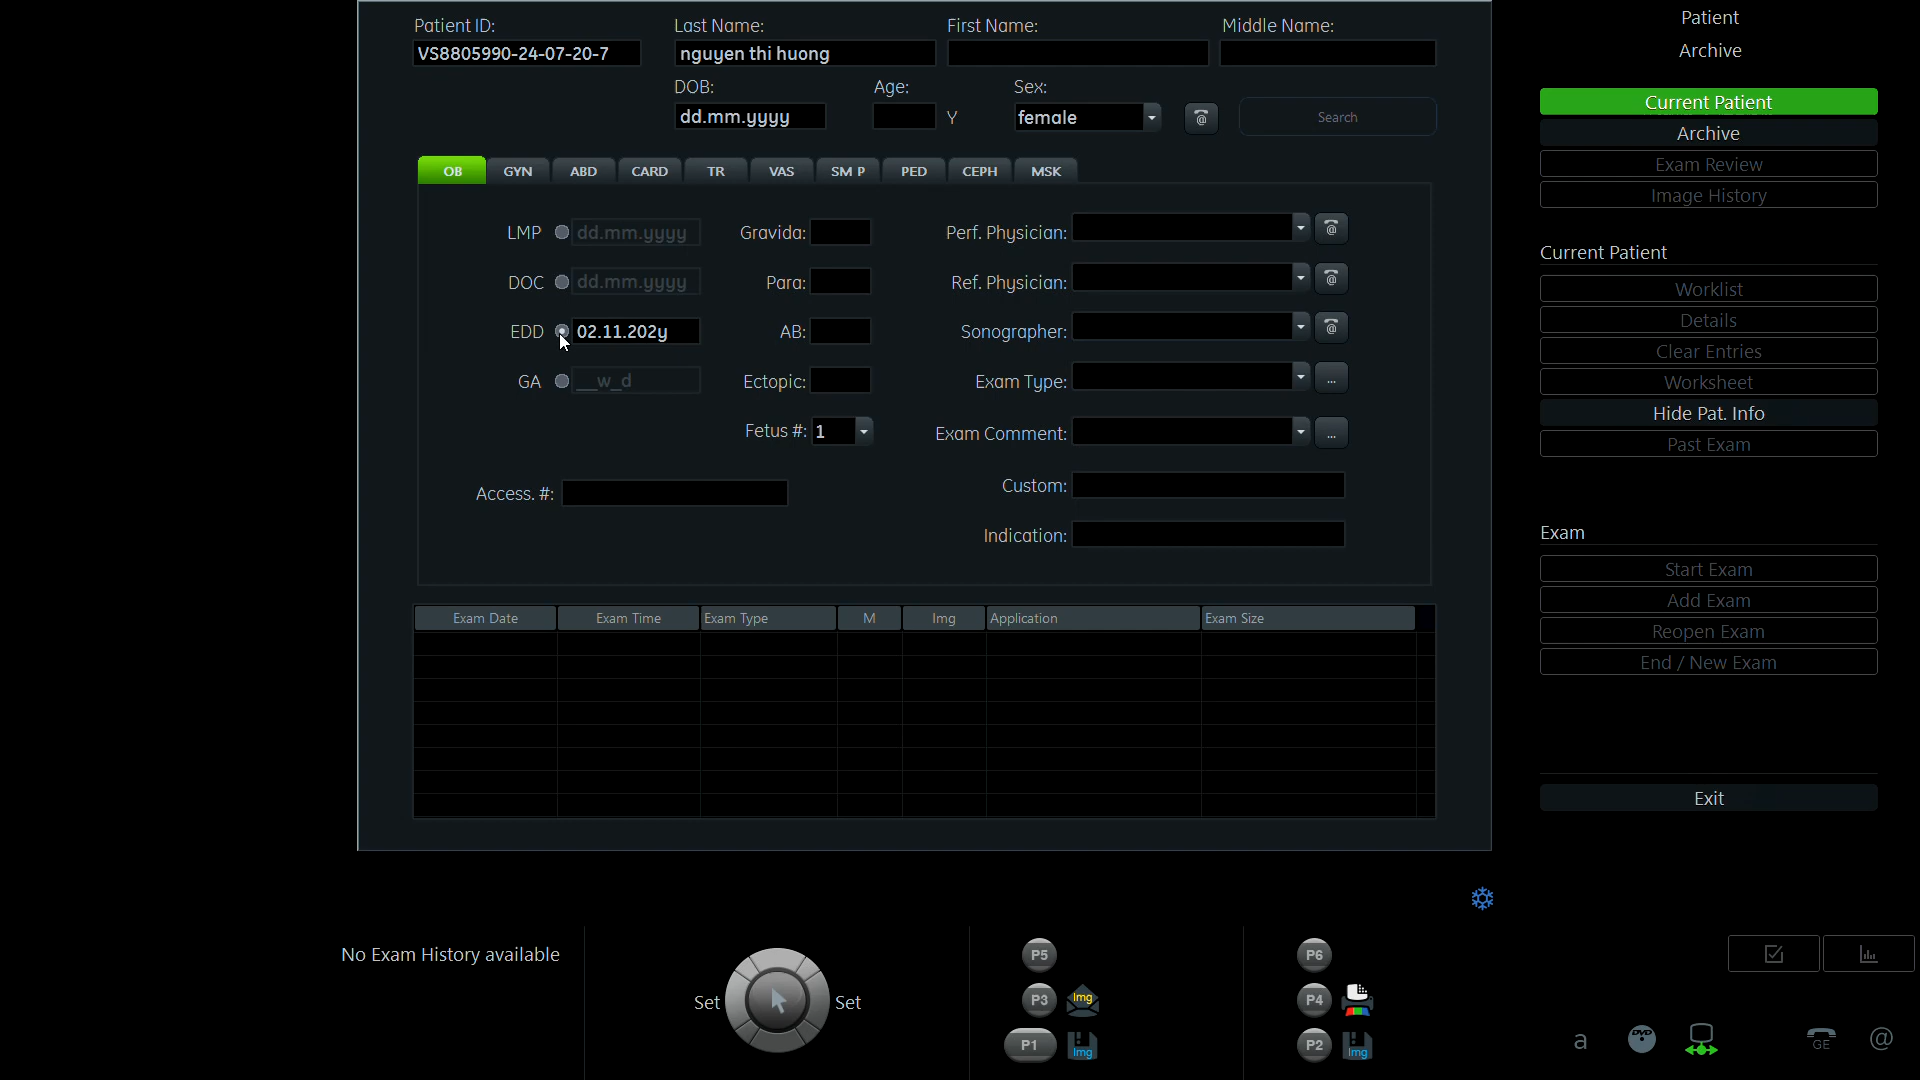 Patient ID: Last Name: First Name: Middle Name:
VS8805990-24-07-20-7 nguyen thi huong
DOB: Age: Sex:
dd.mm.yyyy Y female Search
OB GYN ABD CARD TR VAS SM P PED CEPH MSK
LMP dd.mm.yyyy Gravida: Perf. Physician:
DOC dd.mm.yyyy Para: Ref. Physician:
EDD 02.11.202y AB: Sonographer:
GA __w_d Ectopic: Exam Type: ...
Fetus #: 1 Exam Comment: ...
Access. #: Custom:
Indication:
Exam Date Exam Time Exam Type M Img Application Exam Size
Patient
Archive
Current Patient
Archive
Exam Review
Image History
Current Patient
Worklist
Details
Clear Entries
Worksheet
Hide Pat. Info
Past Exam
Exam
Start Exam
Add Exam
Reopen Exam
End / New Exam
Exit
No Exam History available
Set Set
P5 P6
P3 Img P4
P1 Img P2 Img
a DVD GE @